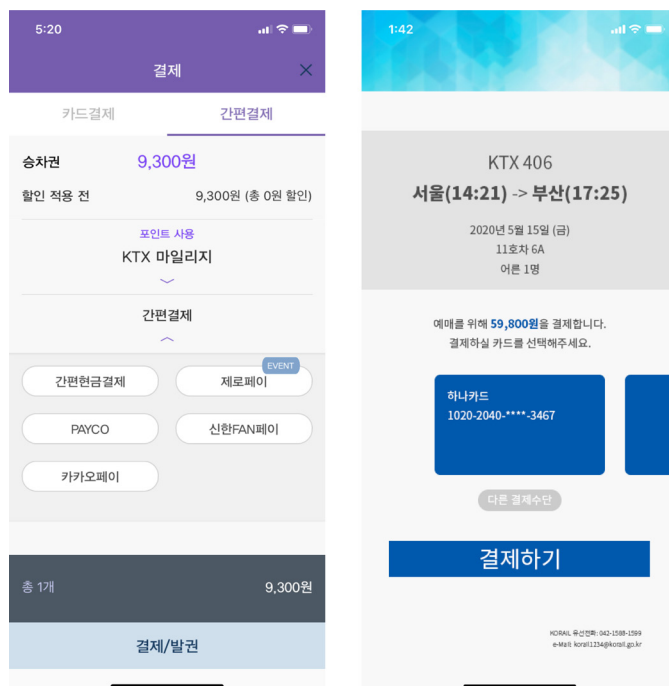 5:20
결제
카드결제 간편결제
승차권 9,300원
할인 적용 전 9,300원 (총 0원 할인)
포인트 사용
KTX 마일리지
간편결제
EVENT
간편현금결제 제로페이
PAYCO 신한FAN페이
카카오페이
총 1개 9,300원
결제/발권
1:42
KTX 406
서울(14:21) -> 부산(17:25)
2020년 5월 15일 (금)
11호차 6A
어른 1명
예매를 위해 59,800원을 결제합니다.
결제하실 카드를 선택해주세요.
하나카드
1020-2040-****-3467
다른 결제수단
결제하기
KORAIL 유선전화: 042-1588-1599
e-Mail: korail1234@korail.go.kr